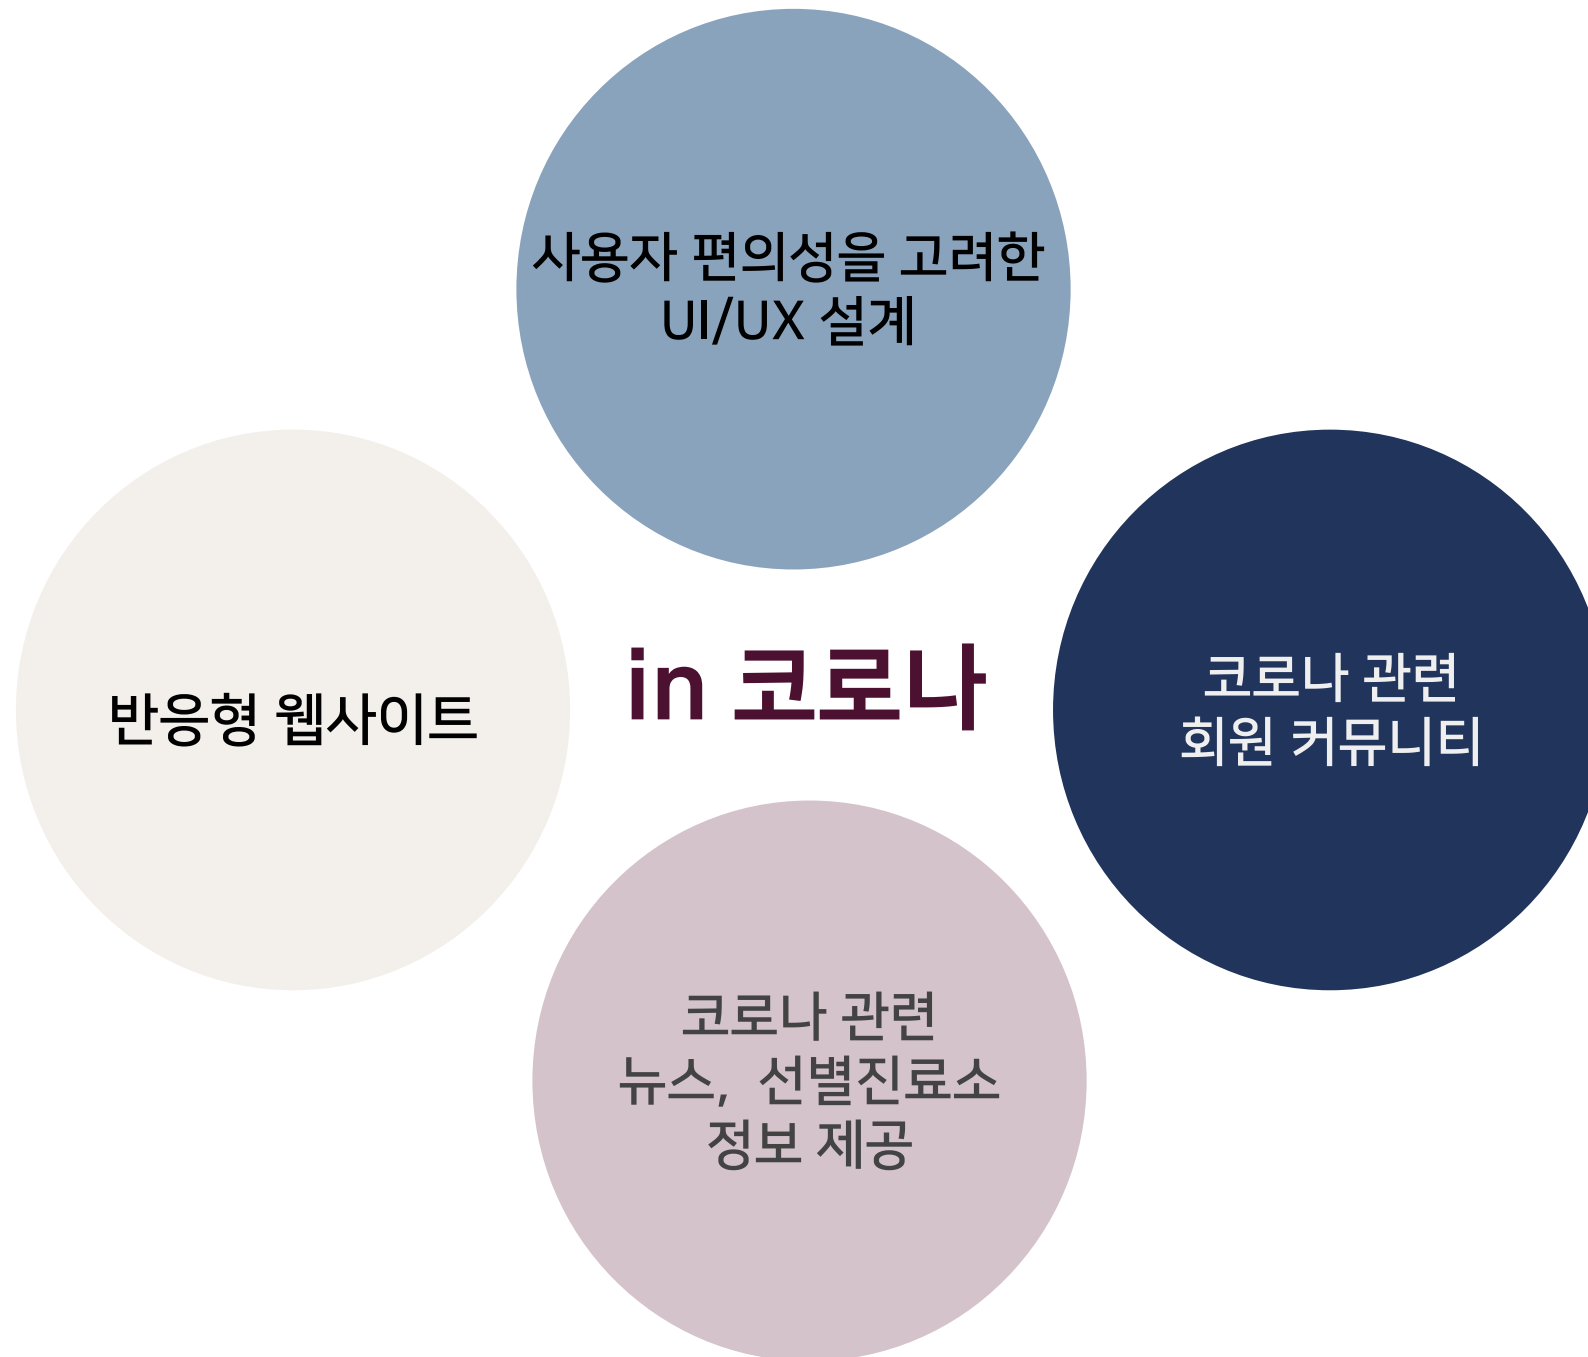 사용자 편의성을 고려한
UI/UX 설계
반응형 웹사이트
in 코로나
코로나 관련
회원 커뮤니티
코로나 관련
뉴스,  선별진료소
정보 제공